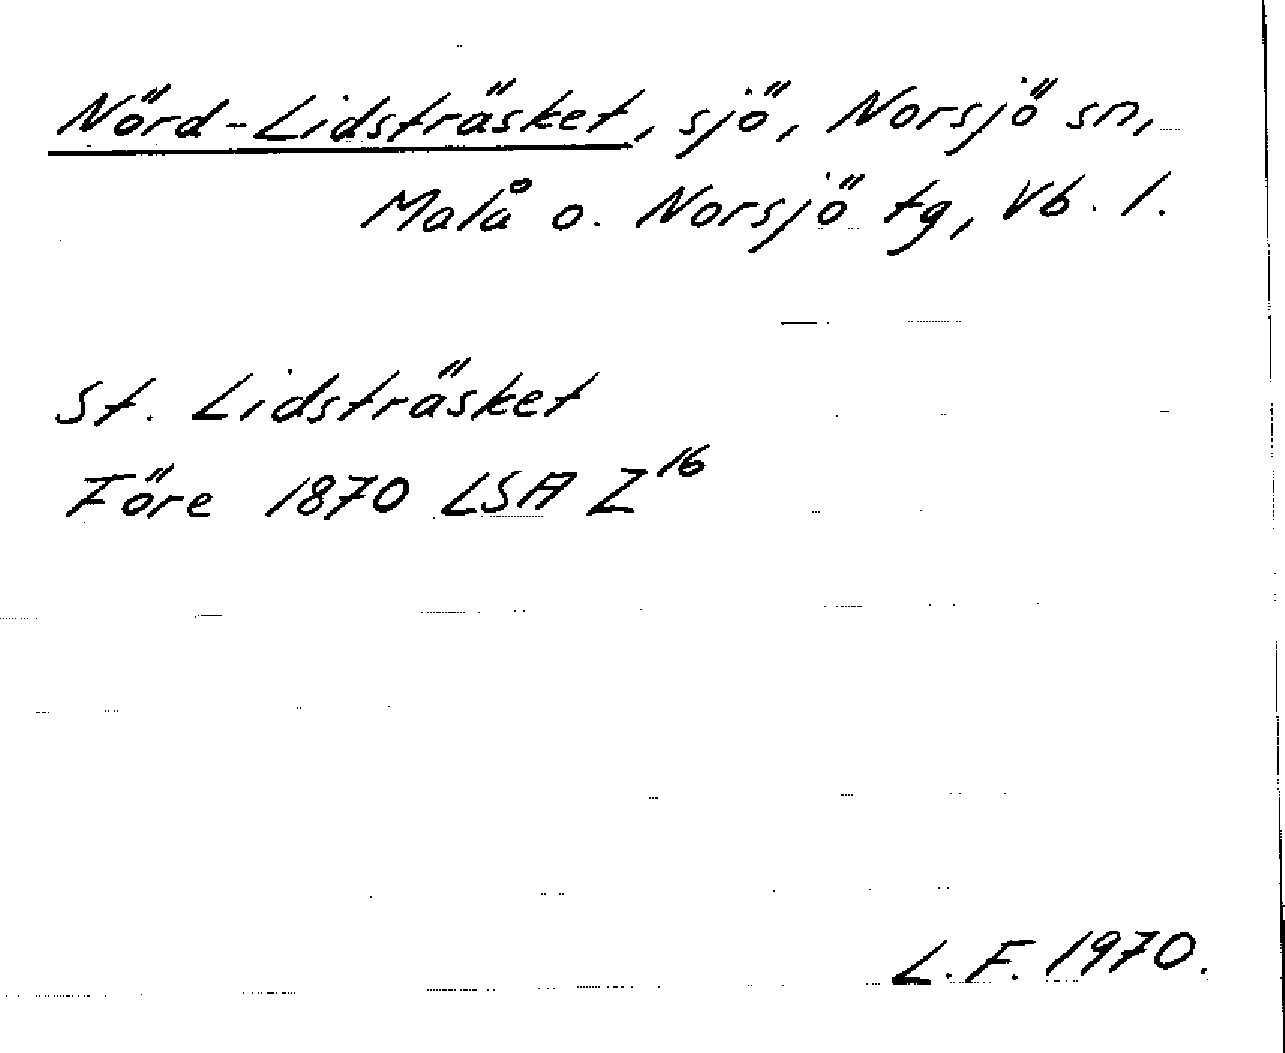 Nörd-Lidsträsket, sjö, Norsjö sn,
Malå o. Norsjö tg, Vb. l.
St. Lidsträsket
Före 1870 LSA Z16
L.F. 1970.